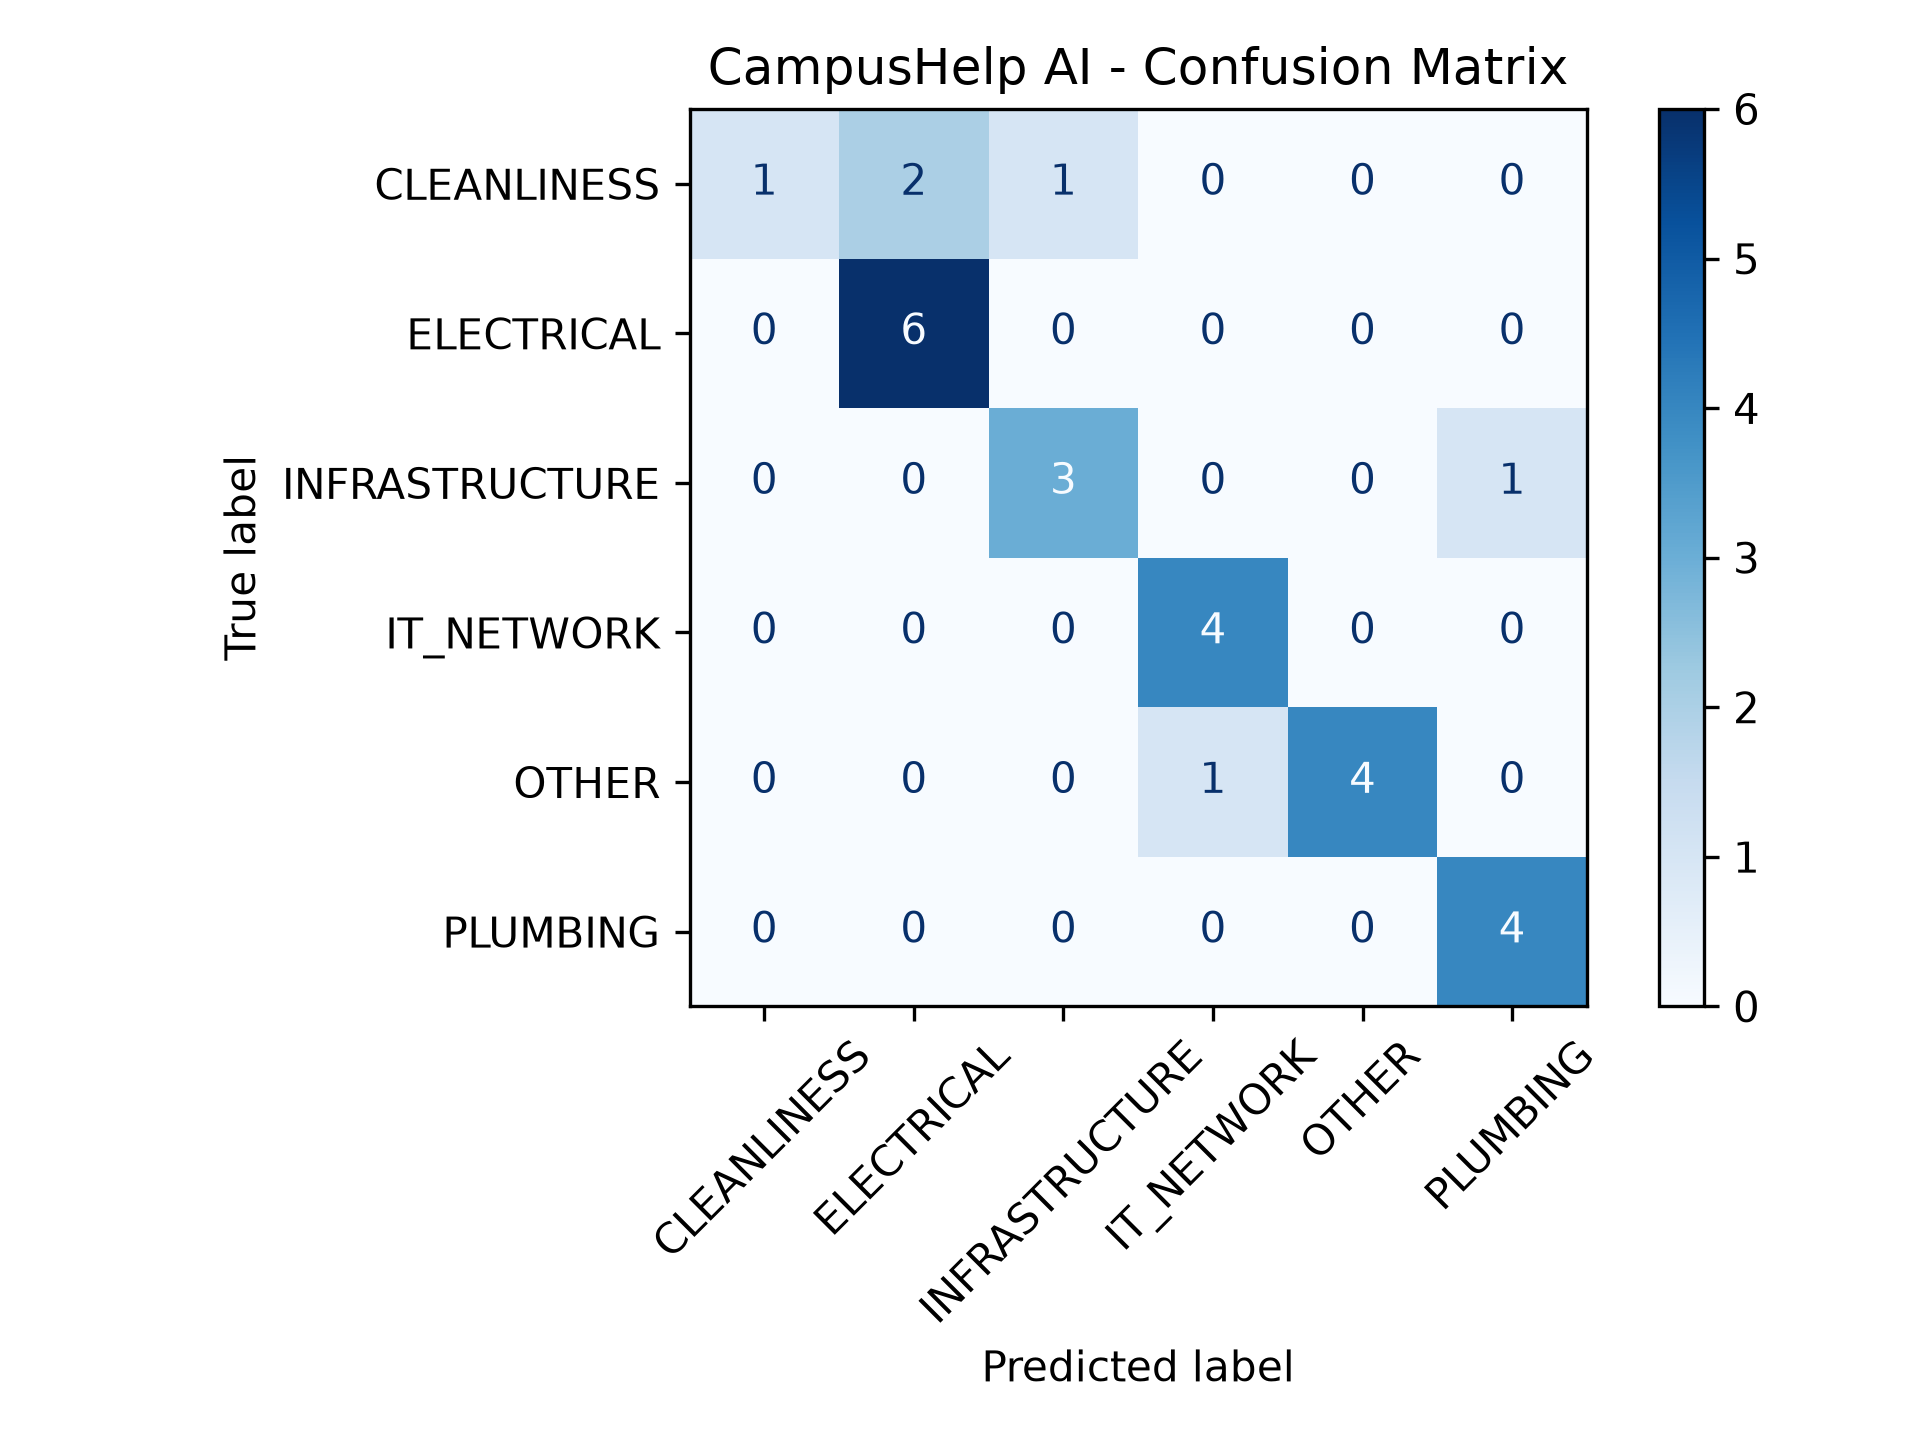 CampusHelp AI - Confusion Matrix
CLEANLINESS 1 2 1 0 0 0
ELECTRICAL 0 6 0 0 0 0
INFRASTRUCTURE 0 0 3 0 0 1
IT_NETWORK 0 0 0 4 0 0
OTHER 0 0 0 1 4 0
PLUMBING 0 0 0 0 0 4
True label
CLEANLINESS
ELECTRICAL
INFRASTRUCTURE
IT_NETWORK
OTHER
PLUMBING
Predicted label
6
5
4
3
2
1
0